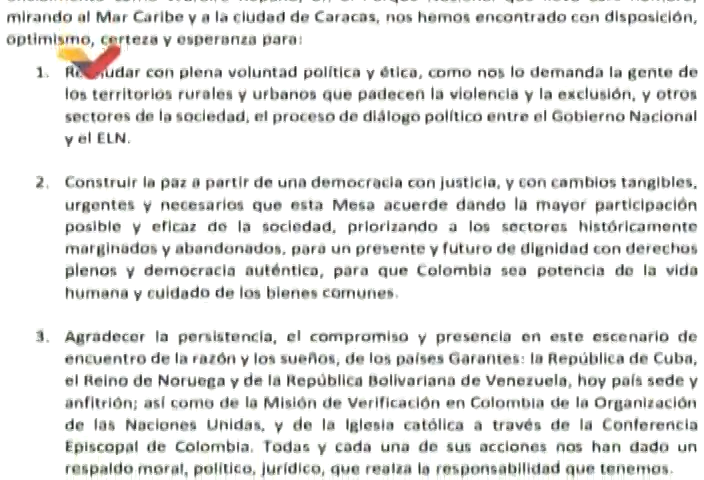 mirando al Mar Caribe y a la ciudad de Caracas, nos hemos encontrado con disposición,
optimismo, certeza y esperanza para:
1. Reanudar con plena voluntad política y ética, como nos lo demanda la gente de
los territorios rurales y urbanos que padecen la violencia y la exclusión, y otros
sectores de la sociedad, el proceso de diálogo político entre el Gobierno Nacional
y el ELN.
2. Construir la paz a partir de una democracia con justicia, y con cambios tangibles,
urgentes y necesarios que esta Mesa acuerde dando la mayor participación
posible y eficaz de la sociedad, priorizando a los sectores históricamente
marginados y abandonados, para un presente y futuro de dignidad con derechos
plenos y democracia auténtica, para que Colombia sea potencia de la vida
humana y cuidado de los bienes comunes.
3. Agradecer la persistencia, el compromiso y presencia en este escenario de
encuentro de la razón y los sueños, de los países Garantes: la República de Cuba,
el Reino de Noruega y de la República Bolivariana de Venezuela, hoy país sede y
anfitrión; así como de la Misión de Verificación en Colombia de la Organización
de las Naciones Unidas, y de la Iglesia católica a través de la Conferencia
Episcopal de Colombia. Todas y cada una de sus acciones nos han dado un
respaldo moral, político, jurídico, que realza la responsabilidad que tenemos.